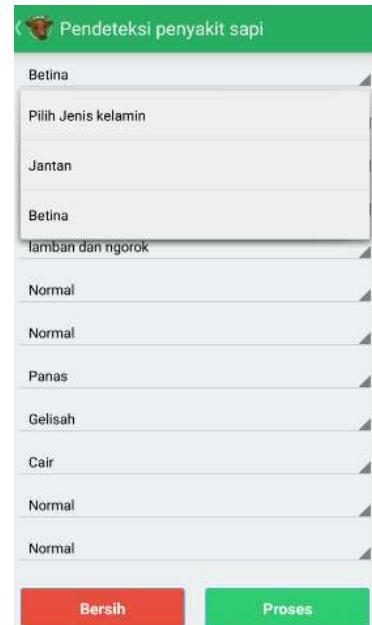 Pendeteksi penyakit sapi
Betina
Pilih Jenis kelamin
Jantan
Betina
lamban dan ngorok
Normal
Normal
Panas
Gelisah
Cair
Normal
Normal
Bersih
Proses